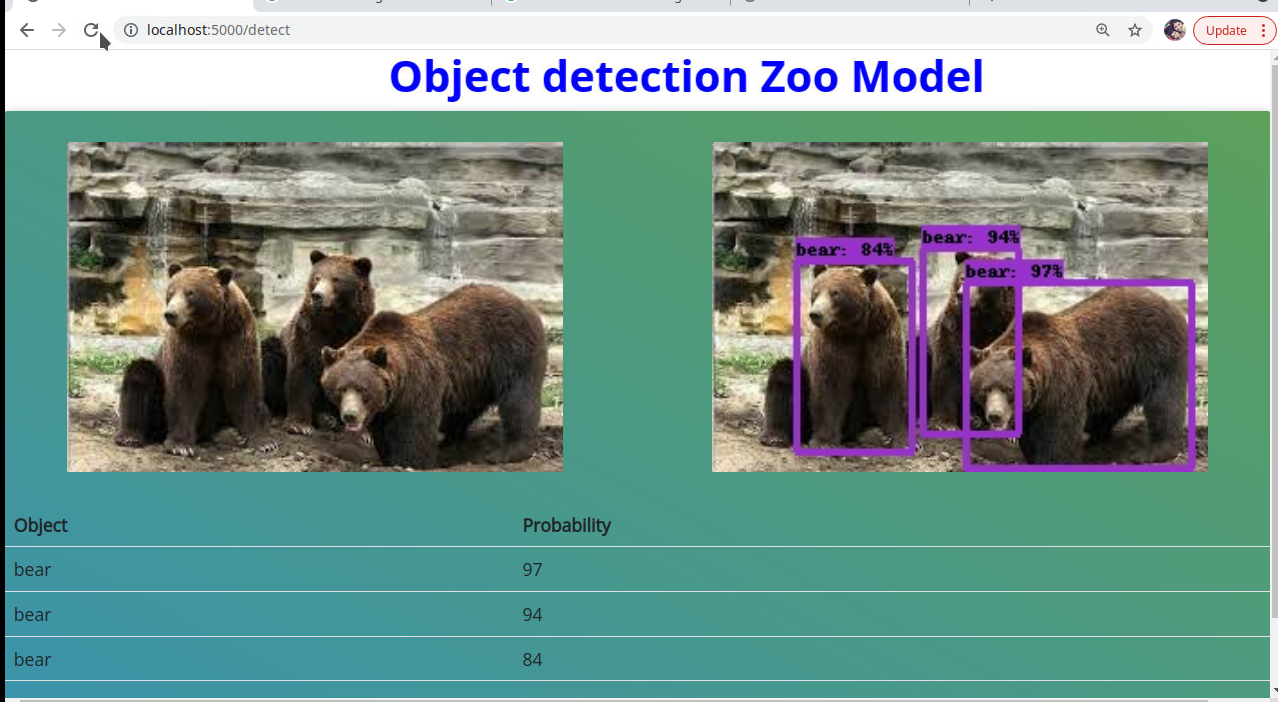 localhost:5000/detect
Update
Object detection Zoo Model
bear: 84%
bear: 94%
bear: 97%
Object Probability
bear 97
bear 94
bear 84